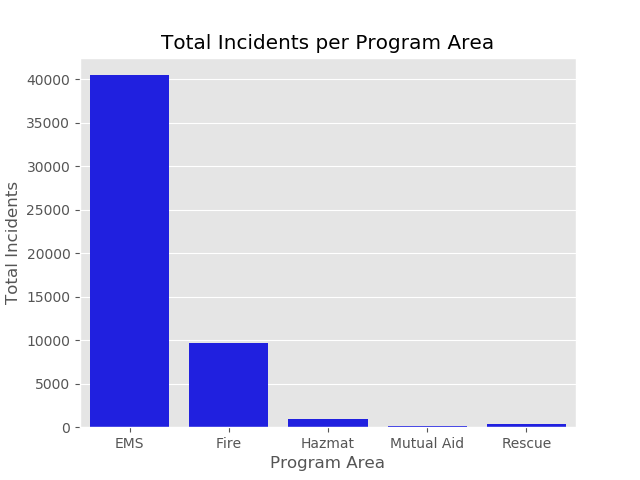 Total Incidents per Program Area
Total Incidents
40000
35000
30000
25000
20000
15000
10000
5000
0
EMS Fire Hazmat Mutual Aid Rescue
Program Area